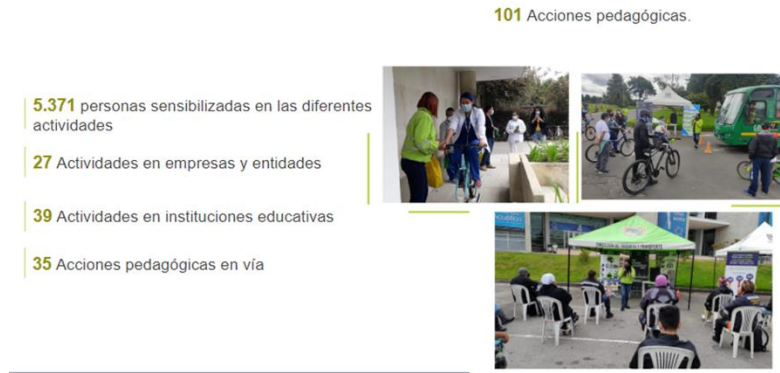 101 Acciones pedagógicas.
5.371 personas sensibilizadas en las diferentes
actividades
27 Actividades en empresas y entidades
39 Actividades en instituciones educativas
35 Acciones pedagógicas en vía